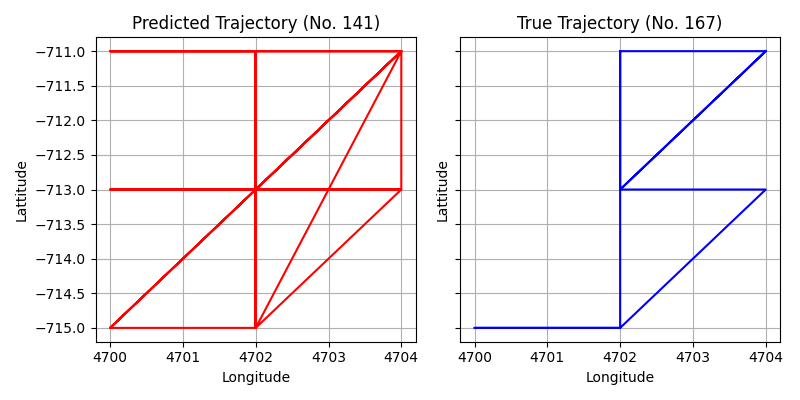 Predicted Trajectory (No. 141)
−711.0
−711.5
−712.0
−712.5
−713.0
−713.5
−714.0
−714.5
−715.0
Lattitude
4700 4701 4702 4703 4704
Longitude
True Trajectory (No. 167)
Lattitude
4700 4701 4702 4703 4704
Longitude